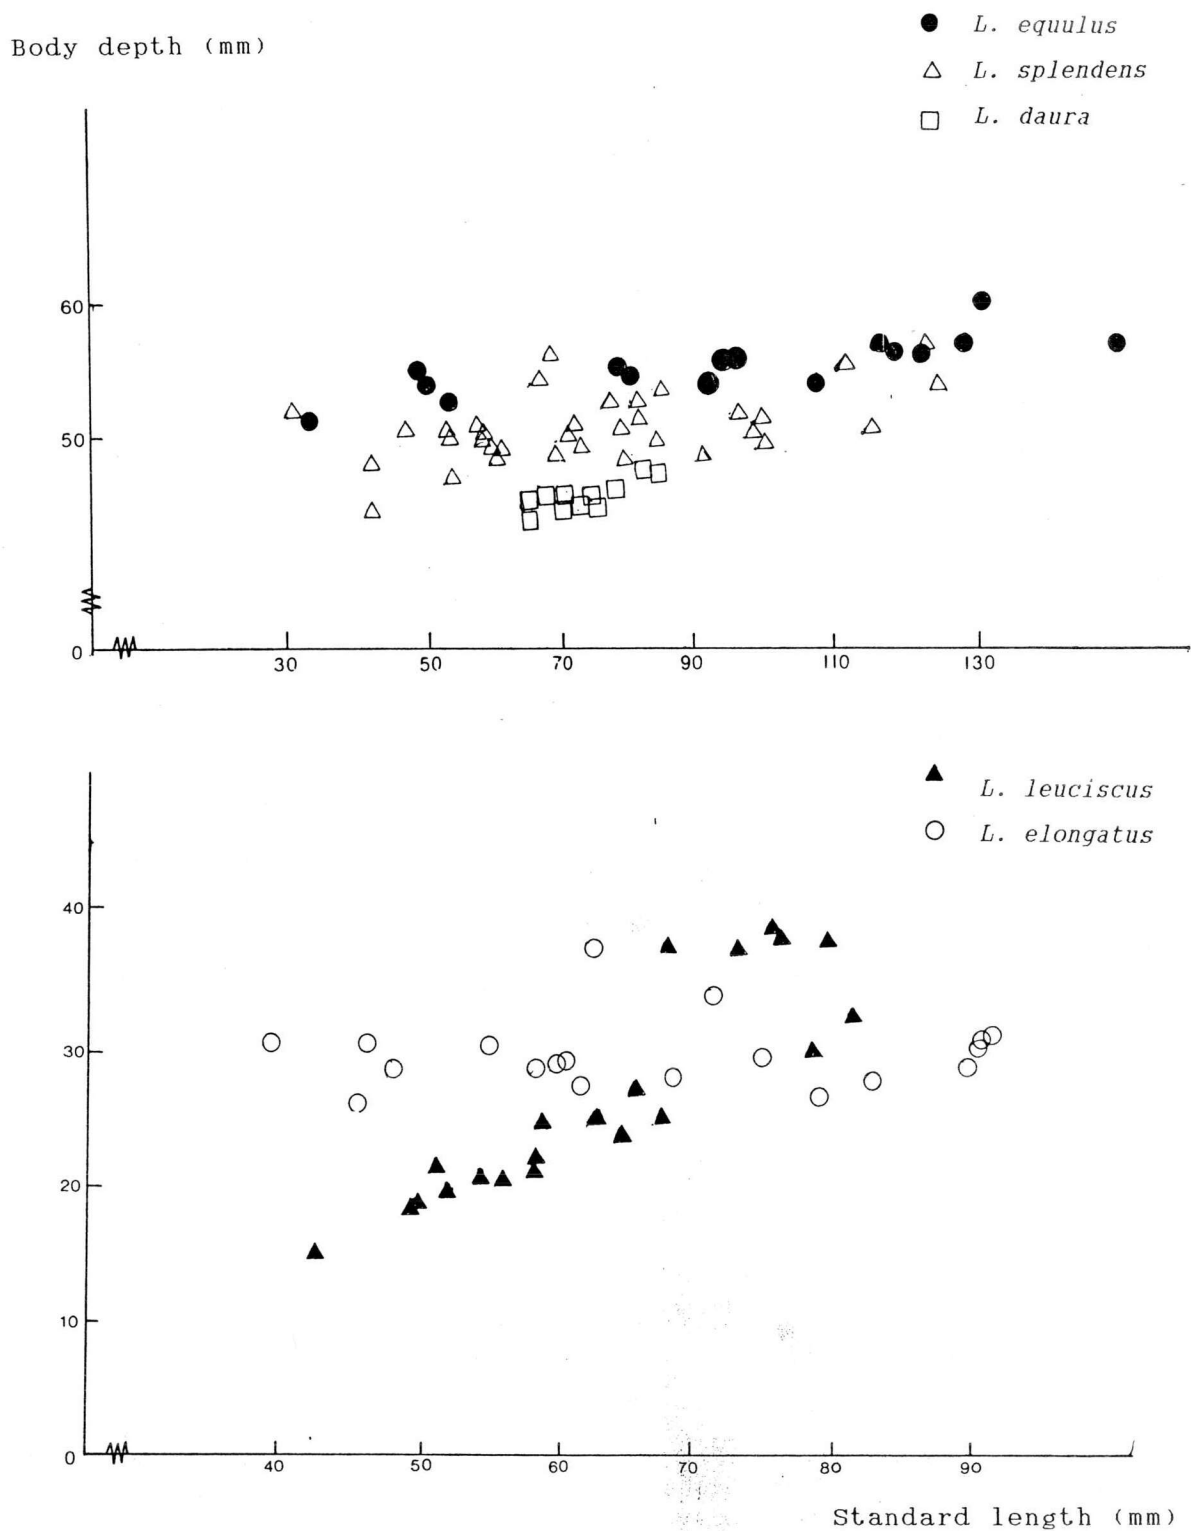 Body depth (mm)
L. equulus
L. splendens
L. daura
60
50
0
30 50 70 90 110 130
L. leuciscus
L. elongatus
40
30
20
10
0
40 50 60 70 80 90
Standard length (mm)